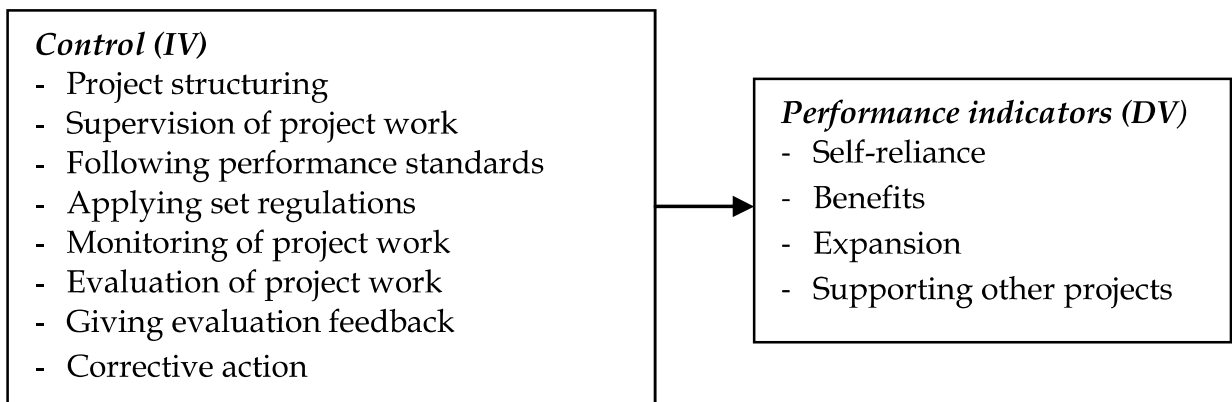 Control (IV)
- Project structuring
- Supervision of project work
- Following performance standards
- Applying set regulations
- Monitoring of project work
- Evaluation of project work
- Giving evaluation feedback
- Corrective action
Performance indicators (DV)
- Self-reliance
- Benefits
- Expansion
- Supporting other projects